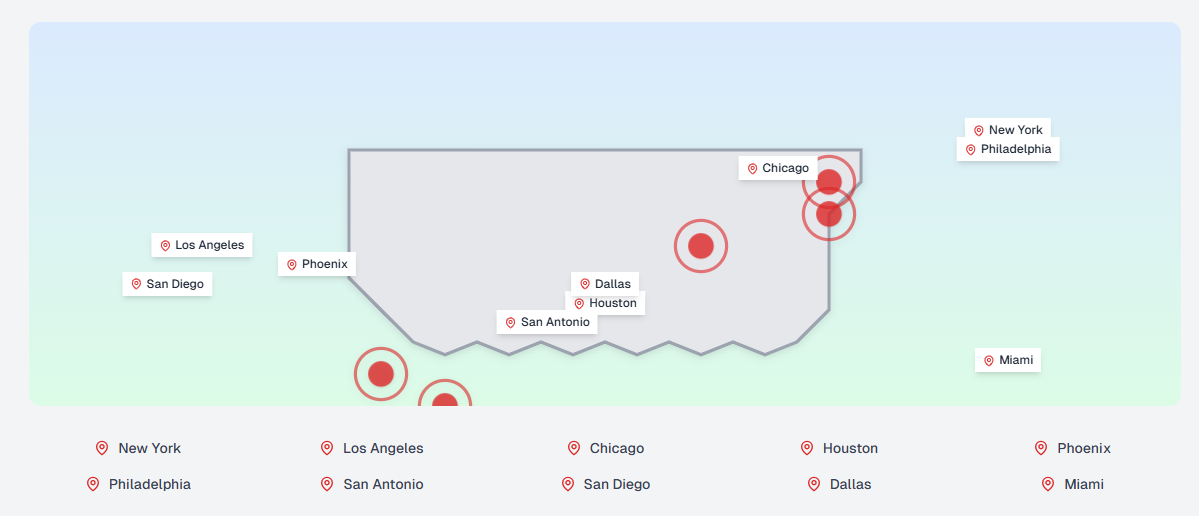 New York
Philadelphia
Chicago
Los Angeles
Phoenix
San Diego
Dallas
Houston
San Antonio
Miami
New York
Los Angeles
Chicago
Houston
Phoenix
Philadelphia
San Antonio
San Diego
Dallas
Miami